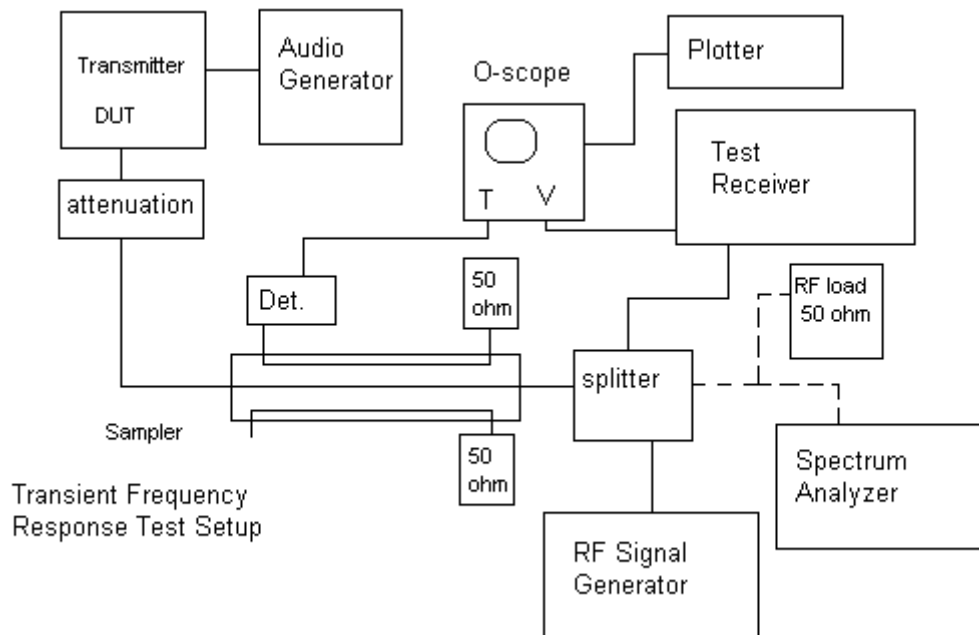 Transmitter
DUT
Audio
Generator
O-scope
T V
Plotter
Test
Receiver
attenuation
Det.
50
ohm
RF load
50 ohm
splitter
Sampler
50
ohm
Spectrum
Analyzer
Transient Frequency
Response Test Setup
RF Signal
Generator